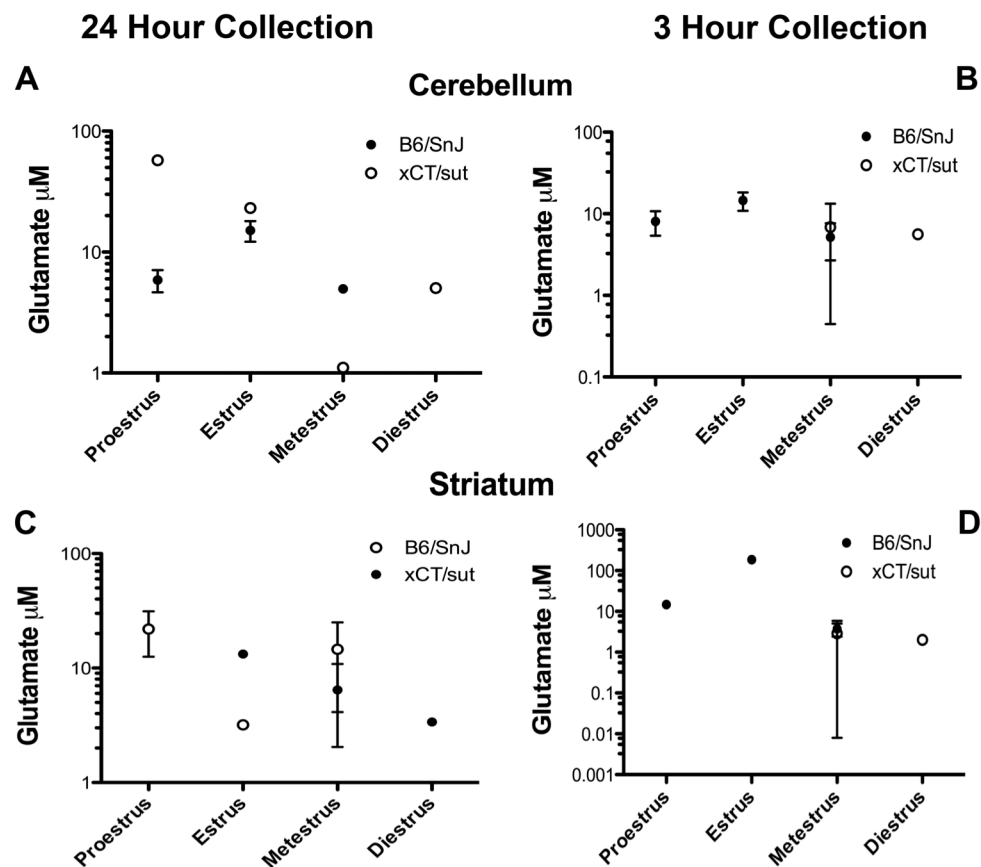 24 Hour Collection
3 Hour Collection
A
B
Cerebellum
100
10
1
Glutamate μM
B6/SnJ
xCT/sut
Proestrus
Estrus
Metestrus
Diestrus
100
10
1
0.1
Glutamate μM
B6/SnJ
xCT/sut
Proestrus
Estrus
Metestrus
Diestrus
Striatum
C
D
100
10
1
Glutamate μM
B6/SnJ
xCT/sut
Proestrus
Estrus
Metestrus
Diestrus
1000
100
10
1
0.1
0.01
0.001
Glutamate μM
B6/SnJ
xCT/sut
Proestrus
Estrus
Metestrus
Diestrus